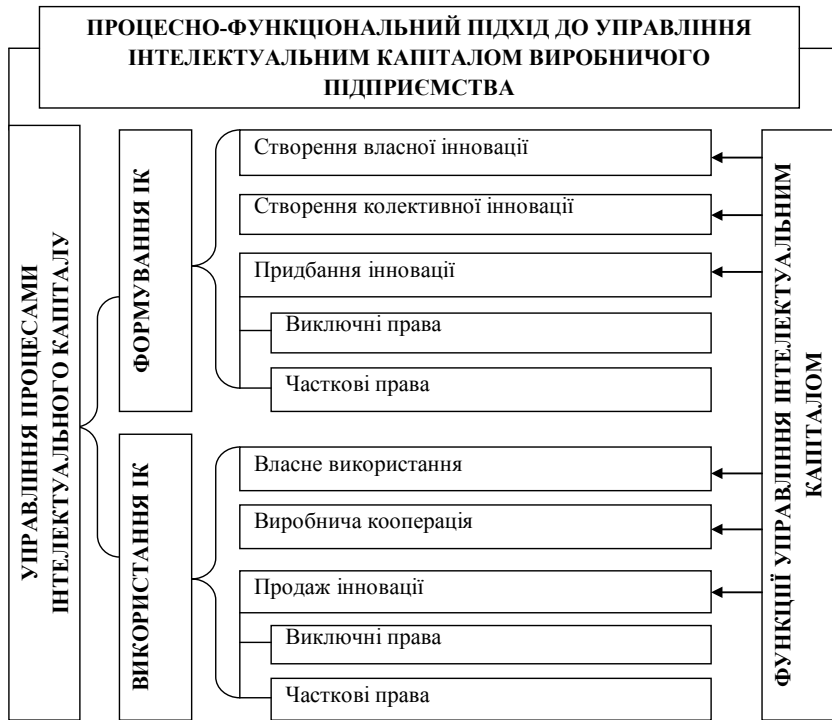 ПРОЦЕСНО-ФУНКЦІОНАЛЬНИЙ ПІДХІД ДО УПРАВЛІННЯ
ІНТЕЛЕКТУАЛЬНИМ КАПІТАЛОМ ВИРОБНИЧОГО
ПІДПРИЄМСТВА
УПРАВЛІННЯ ПРОЦЕСАМИ
ІНТЕЛЕКТУАЛЬНОГО КАПІТАЛУ
ФОРМУВАННЯ ІК
Створення власної інновації
Створення колективної інновації
Придбання інновації
Виключні права
Часткові права
ВИКОРИСТАННЯ ІК
Власне використання
Виробнича кооперація
Продаж інновації
Виключні права
Часткові права
ФУНКЦІЇ УПРАВЛІННЯ ІНТЕЛЕКТУАЛЬНИМ
КАПІТАЛОМ